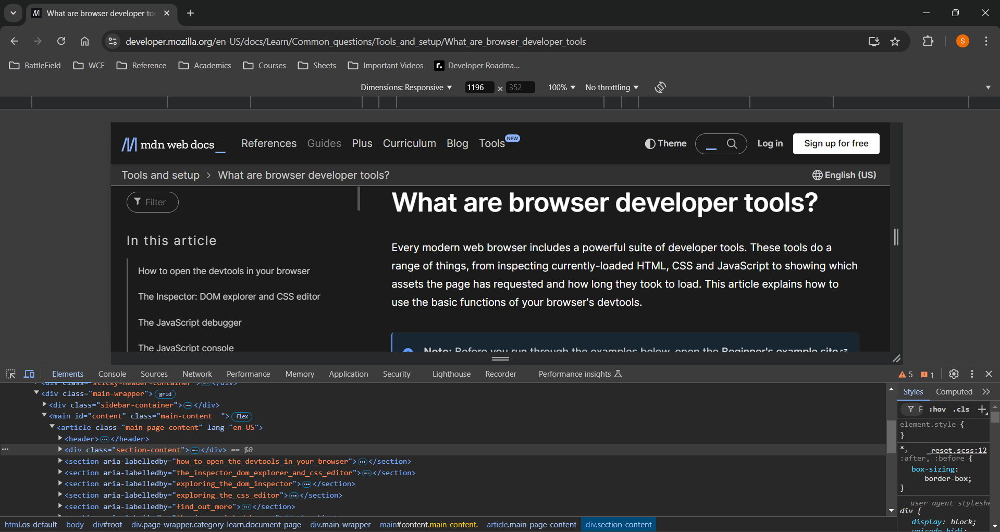 What are browser developer to
developer.mozilla.org/en-US/docs/Learn/Common_questions/Tools_and_setup/What_are_browser_developer_tools
S
BattleField WCE Reference Academics Courses Sheets Important Videos Developer Roadma...
Dimensions: Responsive 1196 × 352 100% No throttling
mdn web docs_ References Guides Plus Curriculum Blog Tools NEW Theme Log in Sign up for free
Tools and setup > What are browser developer tools? English (US)
Filter
In this article
How to open the devtools in your browser
The Inspector: DOM explorer and CSS editor
The JavaScript debugger
The JavaScript console
What are browser developer tools?
Every modern web browser includes a powerful suite of developer tools. These tools do a
range of things, from inspecting currently-loaded HTML, CSS and JavaScript to showing which
assets the page has requested and how long they took to load. This article explains how to
use the basic functions of your browser's devtools.
Note: Before you run through the examples below, open the Beginner's example site
Elements Console Sources Network Performance Memory Application Security Lighthouse Recorder Performance insights 5 1
<div class="sticky-header-container">…</div>
<div class="main-wrapper"> grid
<div class="sidebar-container">…</div>
<main id="content" class="main-content  "> flex
<article class="main-page-content" lang="en-US">
<header>…</header>
… <div class="section-content">…</div> == $0
<section aria-labelledby="how_to_open_the_devtools_in_your_browser">…</section>
<section aria-labelledby="the_inspector_dom_explorer_and_css_editor">…</section>
<section aria-labelledby="exploring_the_dom_inspector">…</section>
<section aria-labelledby="exploring_the_css_editor">…</section>
<section aria-labelledby="find_out_more">…</section>
html.os-default body div#root div.page-wrapper.category-learn.document-page div.main-wrapper main#content.main-content. article.main-page-content div.section-content
Styles Computed >>
F :hov .cls +
element.style {
}
*, _reset.scss:12
:after, :before {
box-sizing:
border-box;
}
user agent styleshe
div {
display: block;